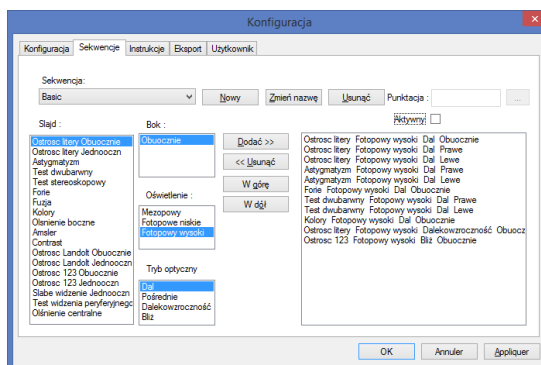 Konfiguracja
Konfiguracja Sekwencje Instrukcje Eksport Użytkownik
Sekwencja:
Basic Nowy Zmień nazwę Usunąć Punktacja : ...
Aktywny:
Slajd :
Ostrosc litery Obuocznie
Ostrosc litery Jednooczn
Astygmatyzm
Test dwubarwny
Test stereoskopowy
Forie
Fuzja
Kolory
Olsnienie boczne
Amsler
Contrast
Ostrosc Landolt Obuocznie
Ostrosc Landolt Jednooczn
Ostrosc 123 Obuocznie
Ostrosc 123 Jednooczn
Slabe widzenie Jednooczn
Test widzenia peryferyjnegc
Olśnienie centralne
Bok :
Obuocznie
Oświetlenie :
Mezopowy
Fotopowe niskie
Fotopowy wysoki
Tryb optyczny
Dal
Pośrednie
Dalekowzroczność
Bliz
Dodać >>
<< Usunąć
W górę
W dół
Ostrosc litery Fotopowy wysoki Dal Obuocznie
Ostrosc litery Fotopowy wysoki Dal Prawe
Ostrosc litery Fotopowy wysoki Dal Lewe
Astygmatyzm Fotopowy wysoki Dal Prawe
Astygmatyzm Fotopowy wysoki Dal Lewe
Forie Fotopowy wysoki Dal Obuocznie
Test dwubarwny Fotopowy wysoki Dal Prawe
Test dwubarwny Fotopowy wysoki Dal Lewe
Kolory Fotopowy wysoki Dal Obuocznie
Ostrosc litery Fotopowy wysoki Dalekowzroczność Obuocz
Ostrosc 123 Fotopowy wysoki Bliz Obuocznie
OK Annuler Appliquer